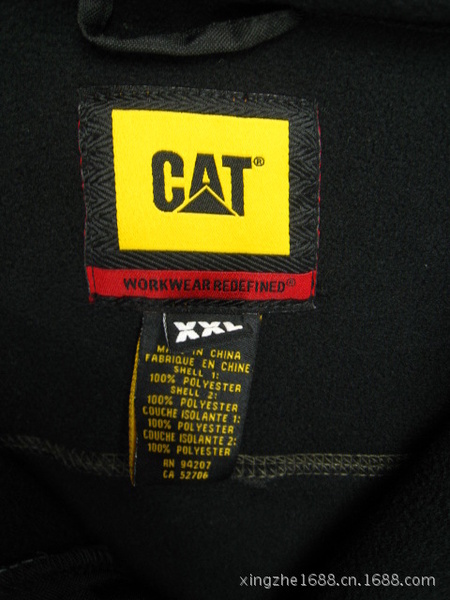 CAT®
WORKWEAR REDEFINED®
XXL
MADE IN CHINA
FABRIQUE EN CHINE
SHELL 1:
100% POLYESTER
SHELL 2:
100% POLYESTER
COUCHE ISOLANTE 1:
100% POLYESTER
COUCHE ISOLANTE 2:
100% POLYESTER
RN 94207
CA 52706
xingzhe1688.cn.1688.com